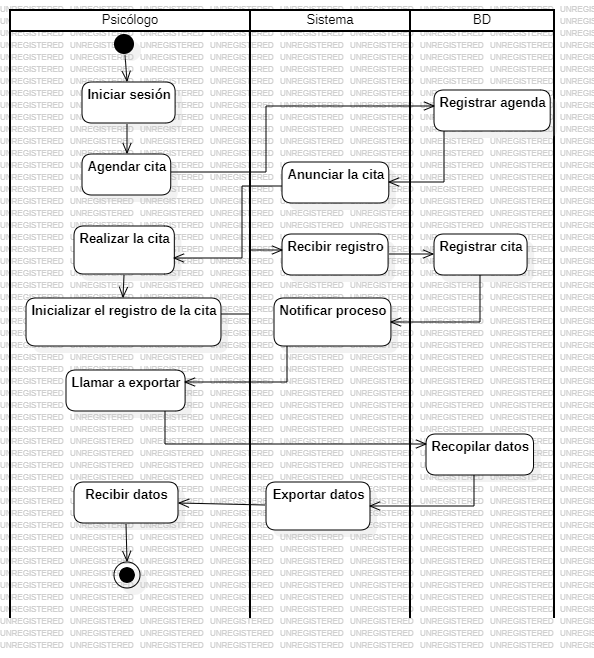 Psicólogo
Sistema
BD
Iniciar sesión
Registrar agenda
Agendar cita
Anunciar la cita
Realizar la cita
Recibir registro
Registrar cita
Inicializar el registro de la cita
Notificar proceso
Llamar a exportar
Recopilar datos
Recibir datos
Exportar datos
UNREGISTERED